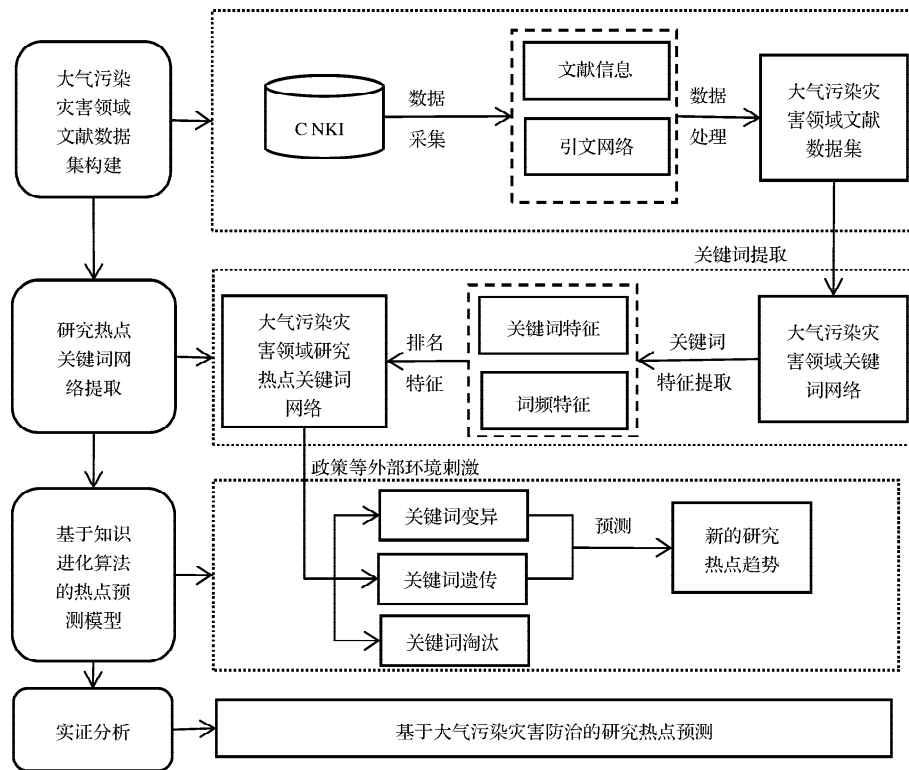 大气污染
灾害领域
文献数据
集构建
CNKI
数据
采集
文献信息
引文网络
数据
处理
大气污染灾
害领域文献
数据集
关键词提取
研究热点
关键词网
络提取
大气污染灾
害领域研究
热点关键词
网络
排名
特征
关键词特征
词频特征
关键词
特征提取
大气污染灾
害领域关键
词网络
政策等外部环境刺激
基于知识
进化算法
的热点预
测模型
关键词变异
关键词遗传
关键词淘汰
预测
新的研究
热点趋势
实证分析
基于大气污染灾害防治的研究热点预测